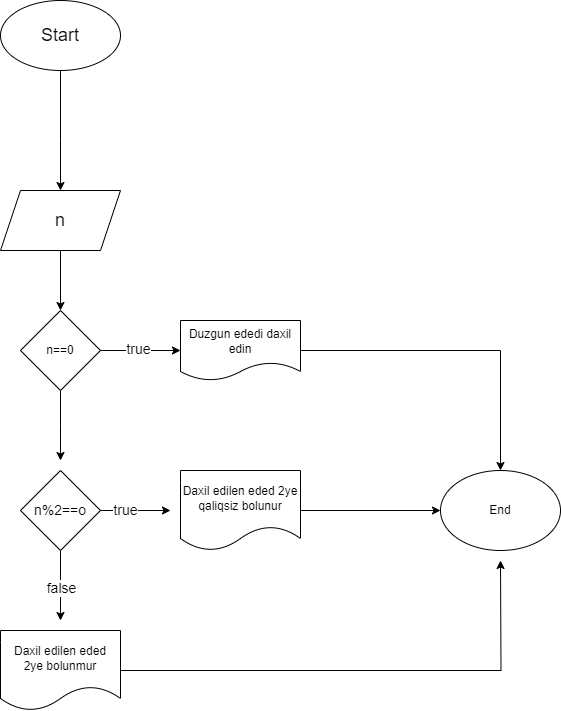 Start
n
n==0
true
Duzgun ededi daxil
edin
n%2==o
true
Daxil edilen eded 2ye
qaliqsiz bolunur
End
false
Daxil edilen eded
2ye bolunmur